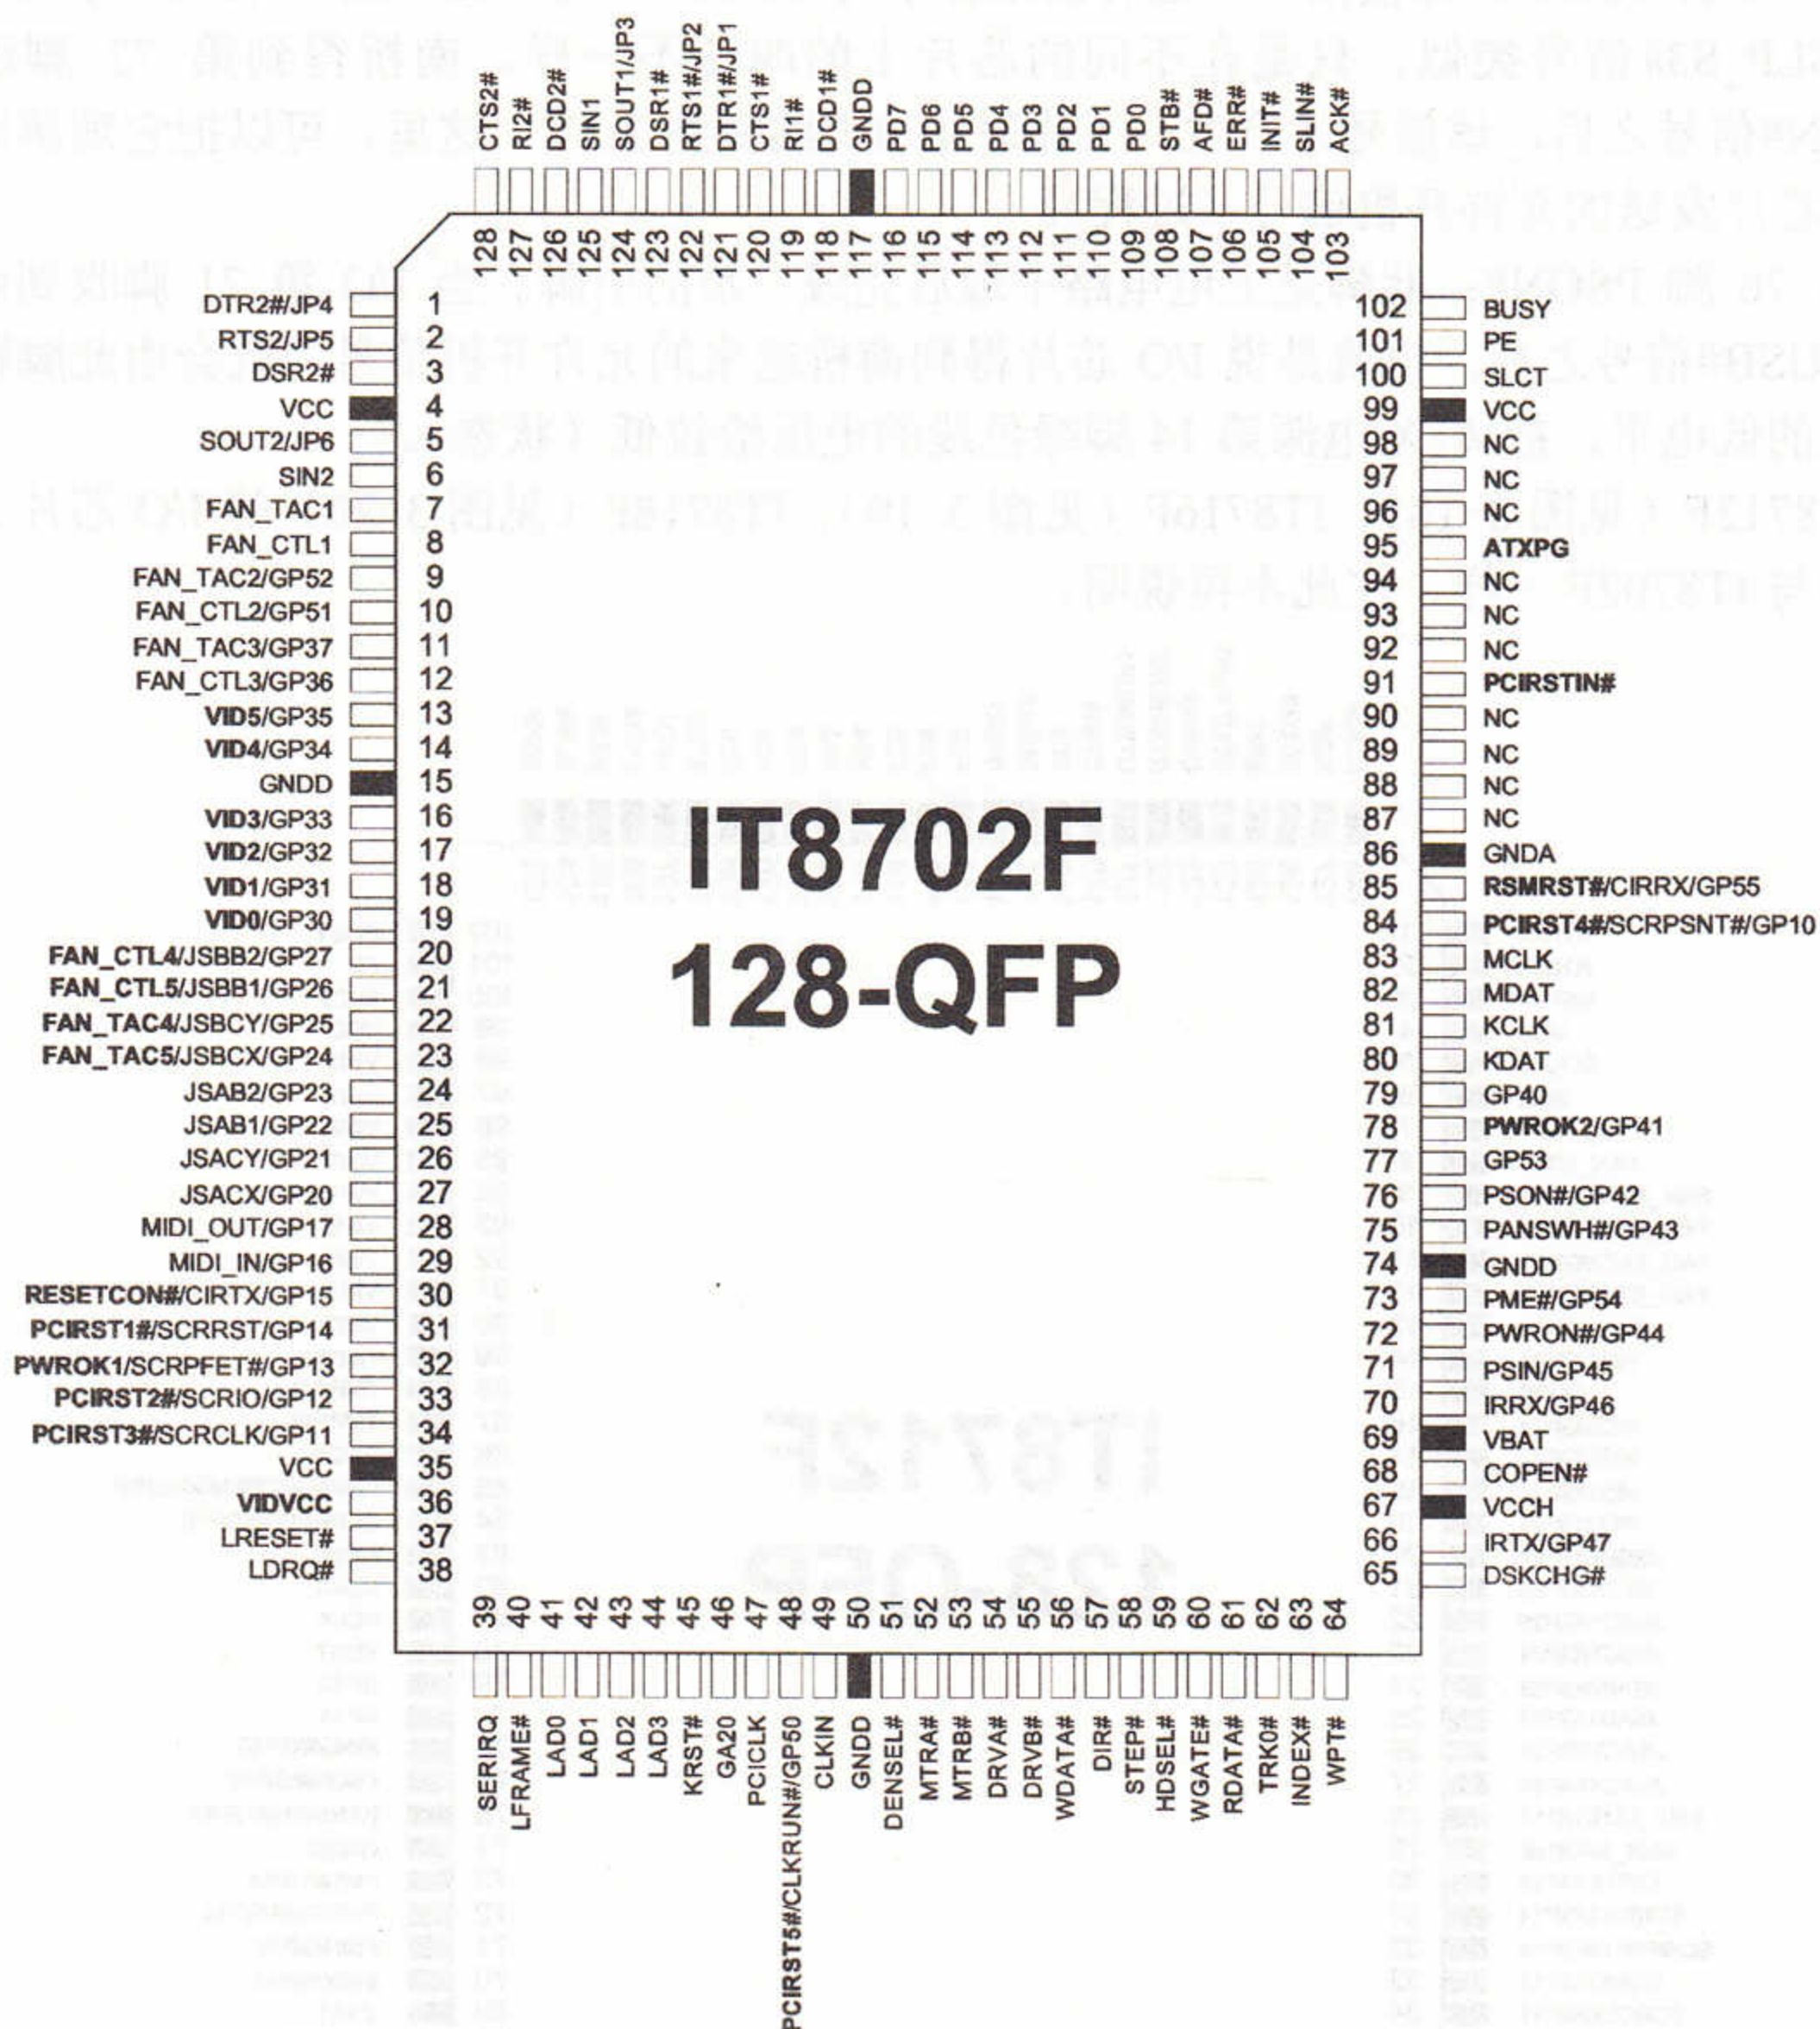 CTS2#
RI2#
DCD2#
SIN1
SOUT1/JP3
DSR1#
RTS1#/JP2
DTR1#/JP1
CTS1#
RI1#
DCD1#
GNDD
PD7
PD6
PD5
PD4
PD3
PD2
PD1
PD0
STB#
AFD#
ERR#
INIT#
SLIN#
ACK#
128
127
126
125
124
123
122
121
120
119
118
117
116
115
114
113
112
111
110
109
108
107
106
105
104
103
DTR2#/JP4 1
RTS2/JP5 2
DSR2# 3
VCC 4
SOUT2/JP6 5
SIN2 6
FAN_TAC1 7
FAN_CTL1 8
FAN_TAC2/GP52 9
FAN_CTL2/GP51 10
FAN_TAC3/GP37 11
FAN_CTL3/GP36 12
VID5/GP35 13
VID4/GP34 14
GNDD 15
VID3/GP33 16
VID2/GP32 17
VID1/GP31 18
VID0/GP30 19
FAN_CTL4/JSBB2/GP27 20
FAN_CTL5/JSBB1/GP26 21
FAN_TAC4/JSBCY/GP25 22
FAN_TAC5/JSBCX/GP24 23
JSAB2/GP23 24
JSAB1/GP22 25
JSACY/GP21 26
JSACX/GP20 27
MIDI_OUT/GP17 28
MIDI_IN/GP16 29
RESETCON#/CIRTX/GP15 30
PCIRST1#/SCRRST/GP14 31
PWROK1/SCRPFET#/GP13 32
PCIRST2#/SCRIO/GP12 33
PCIRST3#/SCRCLK/GP11 34
VCC 35
VIDVCC 36
LRESET# 37
LDRQ# 38
IT8702F
128-QFP
102 BUSY
101 PE
100 SLCT
99 VCC
98 NC
97 NC
96 NC
95 ATXPG
94 NC
93 NC
92 NC
91 PCIRSTIN#
90 NC
89 NC
88 NC
87 NC
86 GNDA
85 RSMRST#/CIRRX/GP55
84 PCIRST4#/SCRPSNT#/GP10
83 MCLK
82 MDAT
81 KCLK
80 KDAT
79 GP40
78 PWROK2/GP41
77 GP53
76 PSON#/GP42
75 PANSWH#/GP43
74 GNDD
73 PME#/GP54
72 PWRON#/GP44
71 PSIN/GP45
70 IRRX/GP46
69 VBAT
68 COPEN#
67 VCCH
66 IRTX/GP47
65 DSKCHG#
39
40
41
42
43
44
45
46
47
48
49
50
51
52
53
54
55
56
57
58
59
60
61
62
63
64
SERIRQ
LFRAME#
LAD0
LAD1
LAD2
LAD3
KRST#
GA20
PCICLK
PCIRST5#/CLKRUN#/GP50
CLKIN
GNDD
DENSEL#
MTRA#
MTRB#
DRVA#
DRVB#
WDATA#
DIR#
STEP#
HDSEL#
WGATE#
RDATA#
TRK0#
INDEX#
WPT#